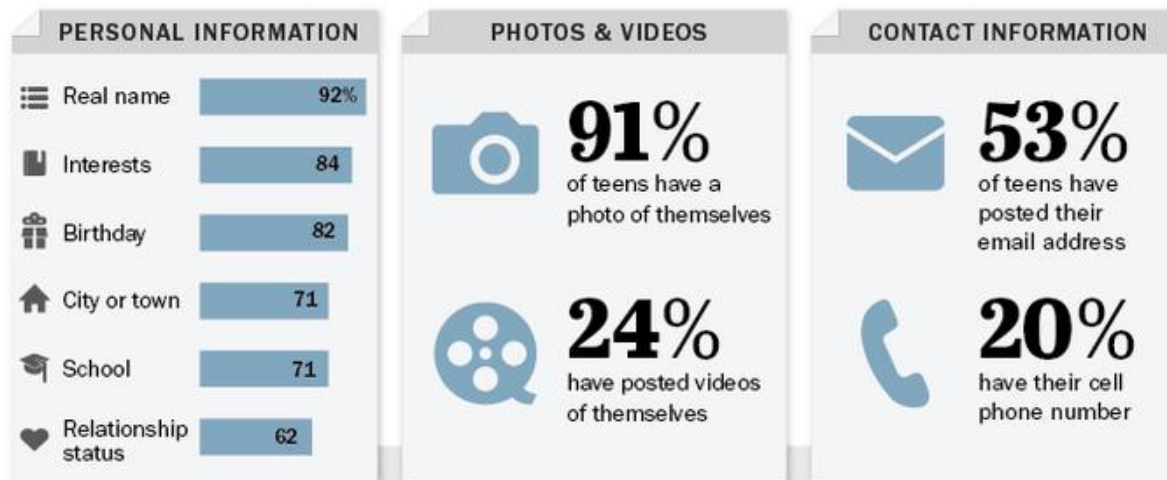 PERSONAL INFORMATION
Real name 92%
Interests 84
Birthday 82
City or town 71
School 71
Relationship
status 62
PHOTOS & VIDEOS
91%
of teens have a
photo of themselves
24%
have posted videos
of themselves
CONTACT INFORMATION
53%
of teens have
posted their
email address
20%
have their cell
phone number